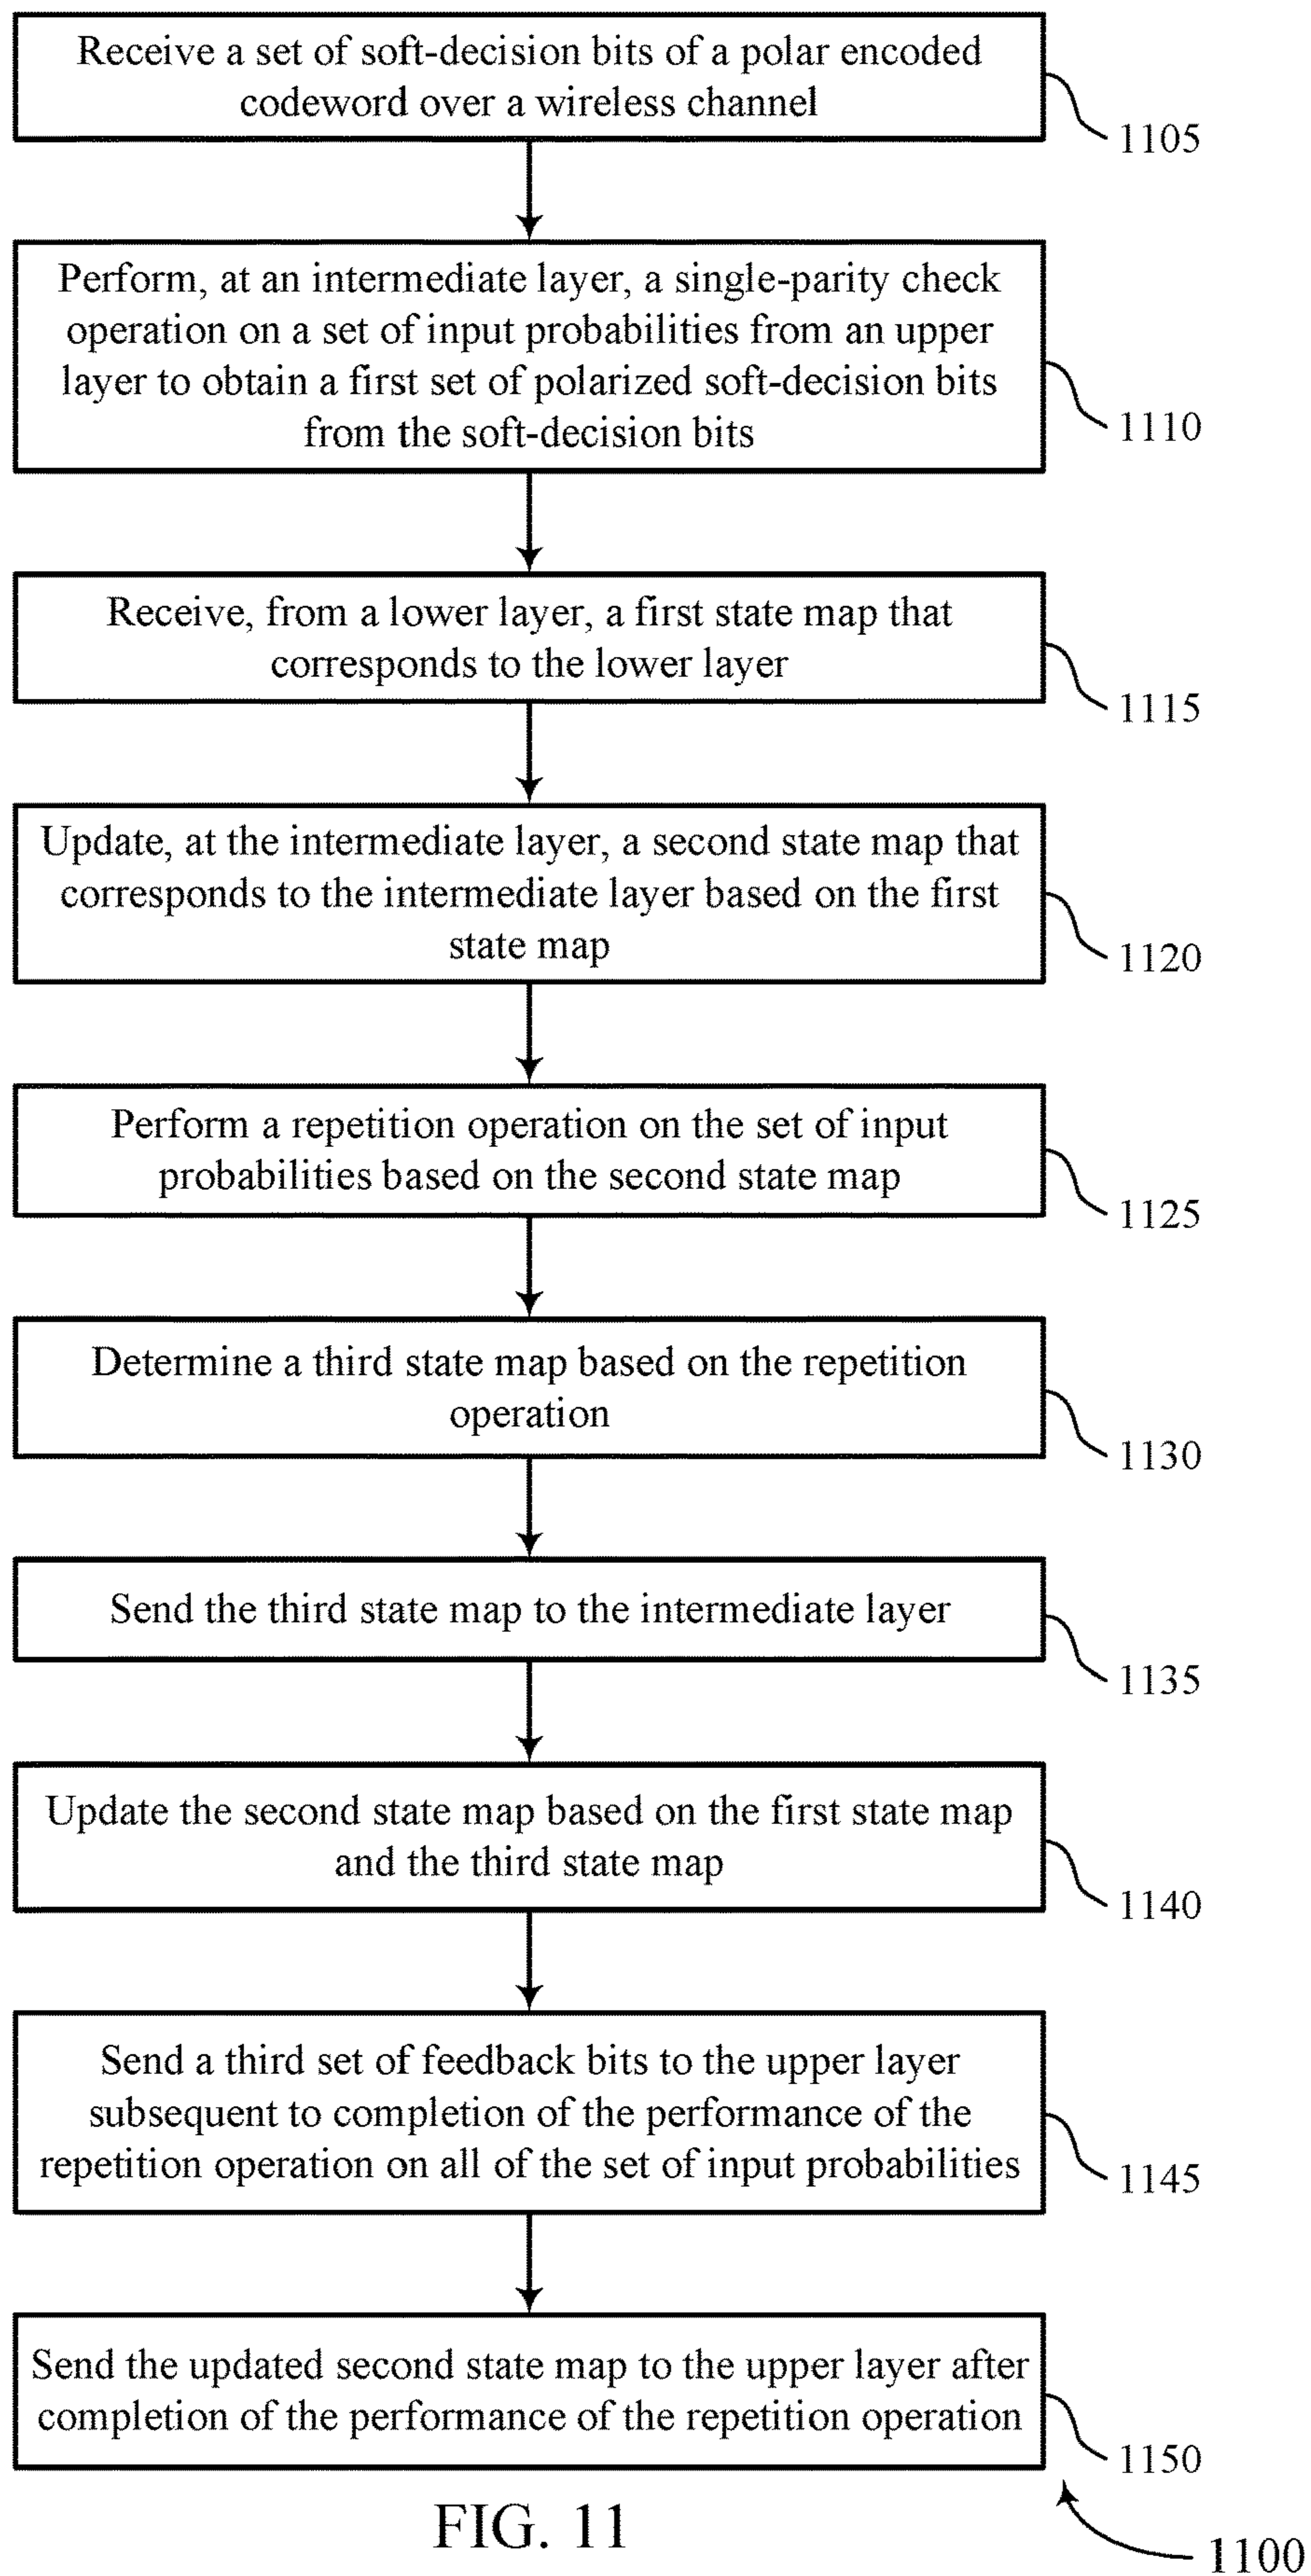 Receive a set of soft-decision bits of a polar encoded
codeword over a wireless channel
1105
Perform, at an intermediate layer, a single-parity check
operation on a set of input probabilities from an upper
layer to obtain a first set of polarized soft-decision bits
from the soft-decision bits
1110
Receive, from a lower layer, a first state map that
corresponds to the lower layer
1115
Update, at the intermediate layer, a second state map that
corresponds to the intermediate layer based on the first
state map
1120
Perform a repetition operation on the set of input
probabilities based on the second state map
1125
Determine a third state map based on the repetition
operation
1130
Send the third state map to the intermediate layer
1135
Update the second state map based on the first state map
and the third state map
1140
Send a third set of feedback bits to the upper layer
subsequent to completion of the performance of the
repetition operation on all of the set of input probabilities
1145
Send the updated second state map to the upper layer after
completion of the performance of the repetition operation
1150
FIG. 11
1100